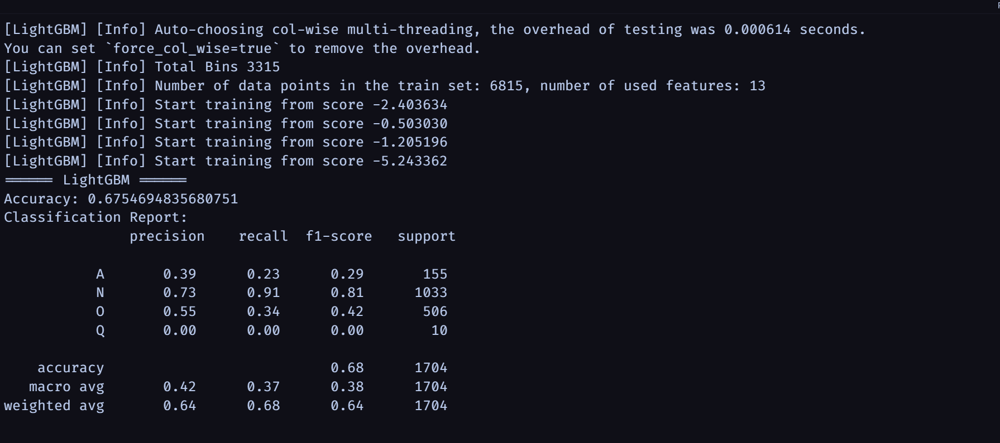 [LightGBM] [Info] Auto-choosing col-wise multi-threading, the overhead of testing was 0.000614 seconds.
You can set `force_col_wise=true` to remove the overhead.
[LightGBM] [Info] Total Bins 3315
[LightGBM] [Info] Number of data points in the train set: 6815, number of used features: 13
[LightGBM] [Info] Start training from score -2.403634
[LightGBM] [Info] Start training from score -0.503030
[LightGBM] [Info] Start training from score -1.205196
[LightGBM] [Info] Start training from score -5.243362
====== LightGBM ======
Accuracy: 0.6754694835680751
Classification Report:
precision recall f1-score support
A 0.39 0.23 0.29 155
N 0.73 0.91 0.81 1033
O 0.55 0.34 0.42 506
Q 0.00 0.00 0.00 10
accuracy 0.68 1704
macro avg 0.42 0.37 0.38 1704
weighted avg 0.64 0.68 0.64 1704